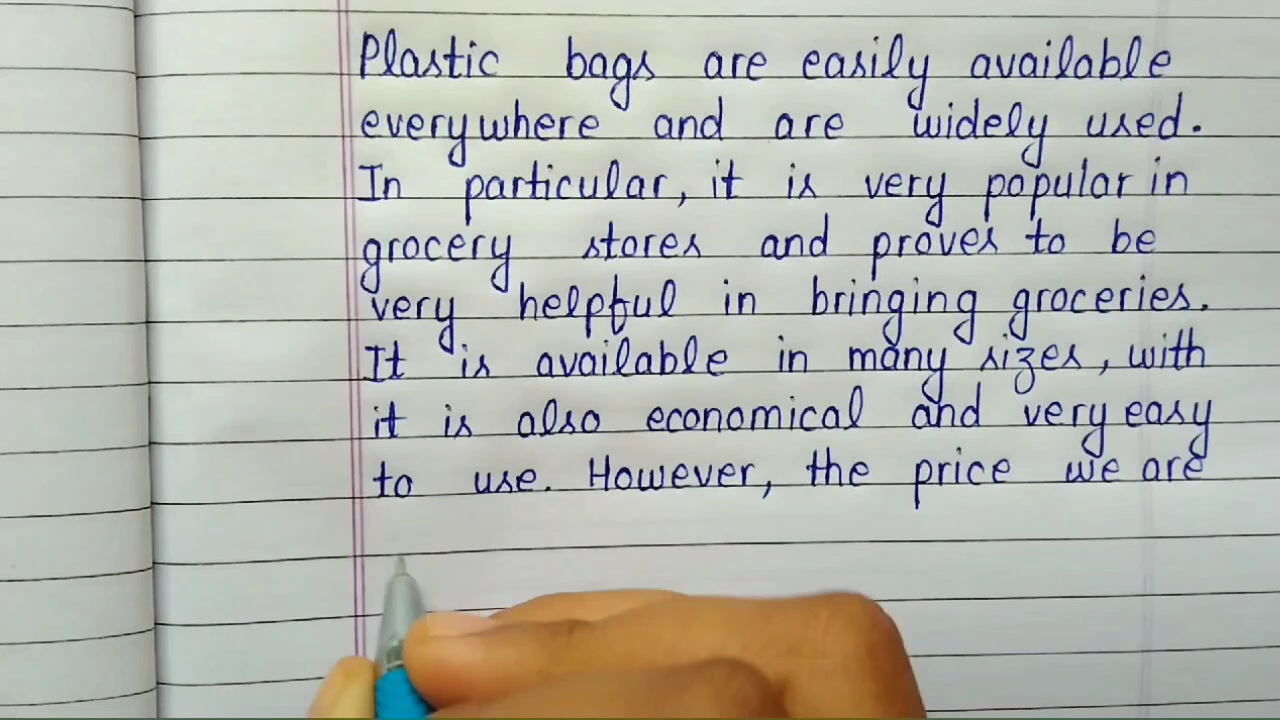 Plastic bags are easily available
everywhere and are widely used.
In particular, it is very popular in
grocery stores and proves to be
very helpful in bringing groceries.
It is available in many sizes, with
it is also economical and very easy
to use. However, the price we are